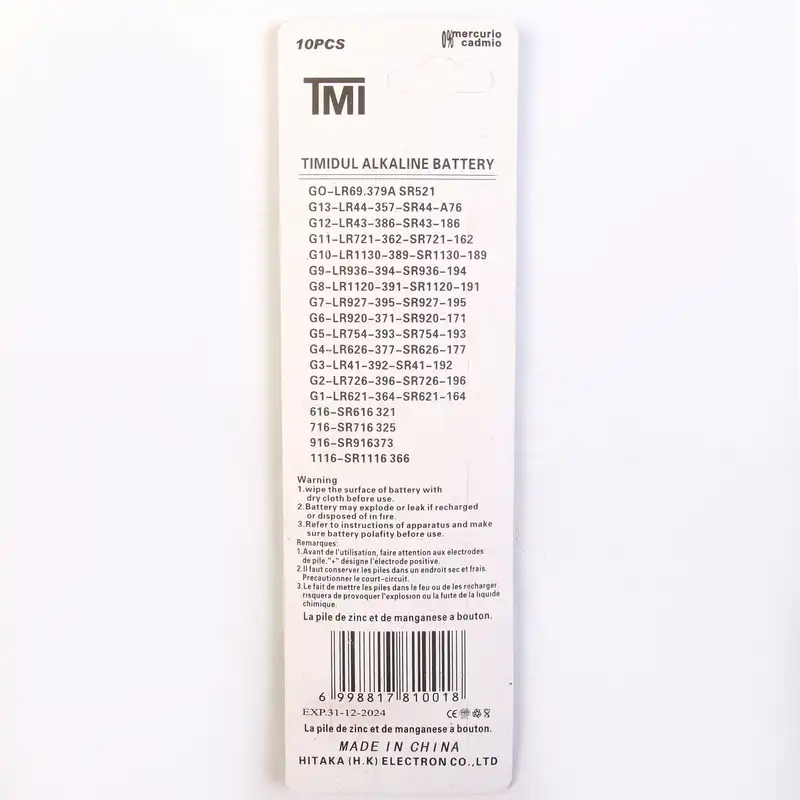 10PCS
0% mercurio
cadmio
TMI
TIMIDUL ALKALINE BATTERY
GO-LR69.379A SR521
G13-LR44-357-SR44-A76
G12-LR43-386-SR43-186
G11-LR721-362-SR721-162
G10-LR1130-389-SR1130-189
G9-LR936-394-SR936-194
G8-LR1120-391-SR1120-191
G7-LR927-395-SR927-195
G6-LR920-371-SR920-171
G5-LR754-393-SR754-193
G4-LR626-377-SR626-177
G3-LR41-392-SR41-192
G2-LR726-396-SR726-196
G1-LR621-364-SR621-164
616-SR616 321
716-SR716 325
916-SR916373
1116-SR1116 366
Warning
1.wipe the surface of battery with
dry cloth before use.
2.Battery may explode or leak if recharged
or disposed of in fire.
3.Refer to instructions of apparatus and make
sure battery polafity before use.
Remarques:
1.Avant de l'utilisation, faire attention aux électrodes
de pile."+" désigne l'électrode positive.
2.Il faut conserver les piles dans un endroit sec et frais.
Precautionner le court-circuit.
3.Le fait de mettre les piles dans le feu ou de les recharger
risquera de provoquer l'explosion ou la fuite de la liquide
chimique.
La pile de zinc et de manganese a bouton.
6 998817 810018
EXP.31-12-2024
CE
La pile de zinc et de manganese a bouton.
MADE IN CHINA
HITAKA (H.K) ELECTRON CO.,LTD